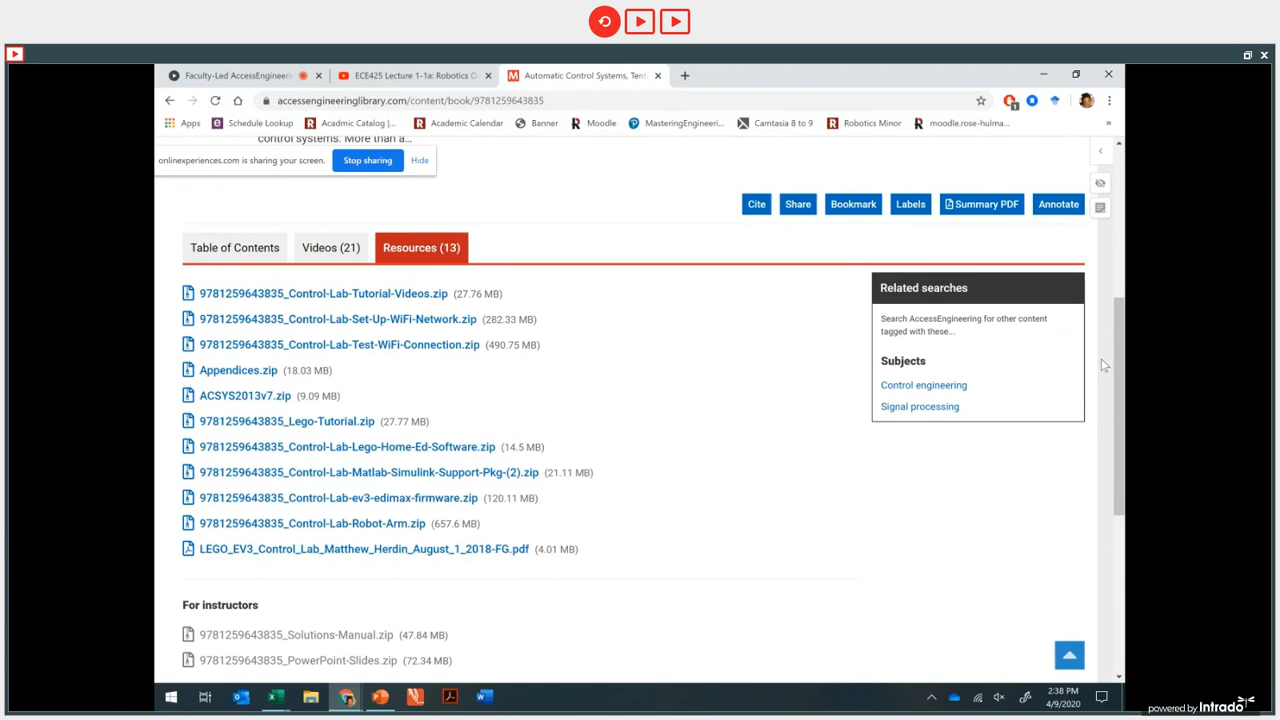 Faculty-Led AccessEngineerin
ECE425 Lecture 1-1a: Robotics O
Automatic Control Systems, Tent
accessengineeringlibrary.com/content/book/9781259643835
Apps
Schedule Lookup
Acadmic Catalog |...
Academic Calendar
Banner
Moodle
MasteringEngineeri...
Camtasia 8 to 9
Robotics Minor
moodle.rose-hulma...
»
control systems. More than a...
onlinexperiences.com is sharing your screen.
Stop sharing
Hide
Cite
Share
Bookmark
Labels
Summary PDF
Annotate
Table of Contents
Videos (21)
Resources (13)
9781259643835_Control-Lab-Tutorial-Videos.zip (27.76 MB)
9781259643835_Control-Lab-Set-Up-WiFi-Network.zip (282.33 MB)
9781259643835_Control-Lab-Test-WiFi-Connection.zip (490.75 MB)
Appendices.zip (18.03 MB)
ACSYS2013v7.zip (9.09 MB)
9781259643835_Lego-Tutorial.zip (27.77 MB)
9781259643835_Control-Lab-Lego-Home-Ed-Software.zip (14.5 MB)
9781259643835_Control-Lab-Matlab-Simulink-Support-Pkg-(2).zip (21.11 MB)
9781259643835_Control-Lab-ev3-edimax-firmware.zip (120.11 MB)
9781259643835_Control-Lab-Robot-Arm.zip (657.6 MB)
LEGO_EV3_Control_Lab_Matthew_Herdin_August_1_2018-FG.pdf (4.01 MB)
Related searches
Search AccessEngineering for other content
tagged with these...
Subjects
Control engineering
Signal processing
For instructors
9781259643835_Solutions-Manual.zip (47.84 MB)
9781259643835_PowerPoint-Slides.zip (72.34 MB)
2:38 PM
4/9/2020
powered by Intrado